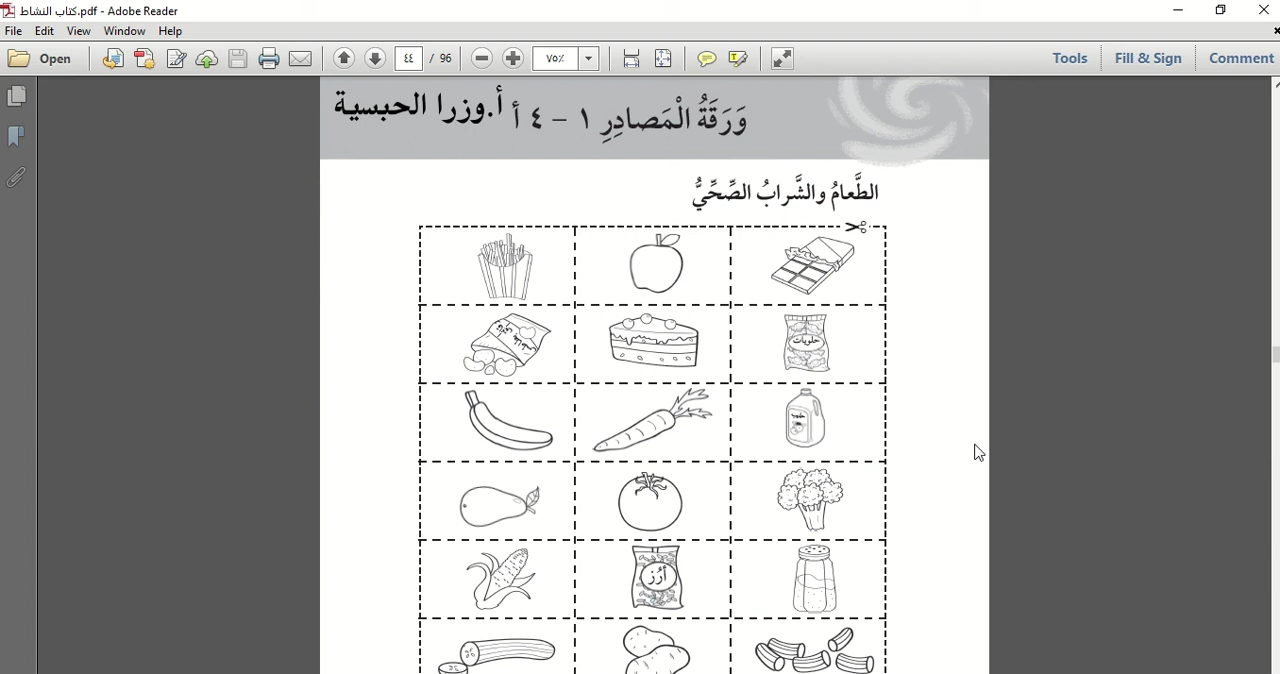 كتاب النشاط.pdf - Adobe Reader
File Edit View Window Help
Open ٤٤ / 96 ٧٥٪ Tools Fill & Sign Comment
وَرَقَةُ الْمَصادِرِ ١ – ٤ أ أ.وزرا الحبسية
الطَّعامُ والشَّرابُ الصِّحِّيُّ
حلويات
أرُز